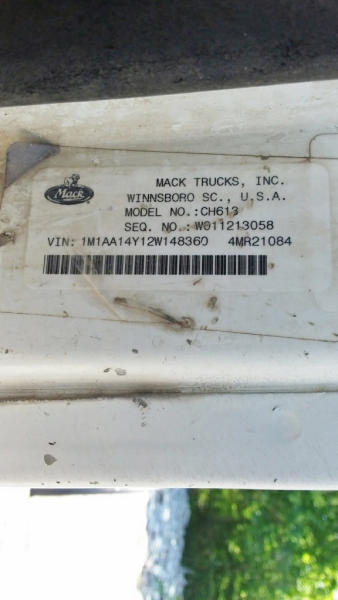 Mack
MACK TRUCKS, INC.
WINNSBORO SC., U.S.A.
MODEL NO.:CH613
SEQ. NO.:W011213058
VIN: 1M1AA14Y12W148360 4MR21084